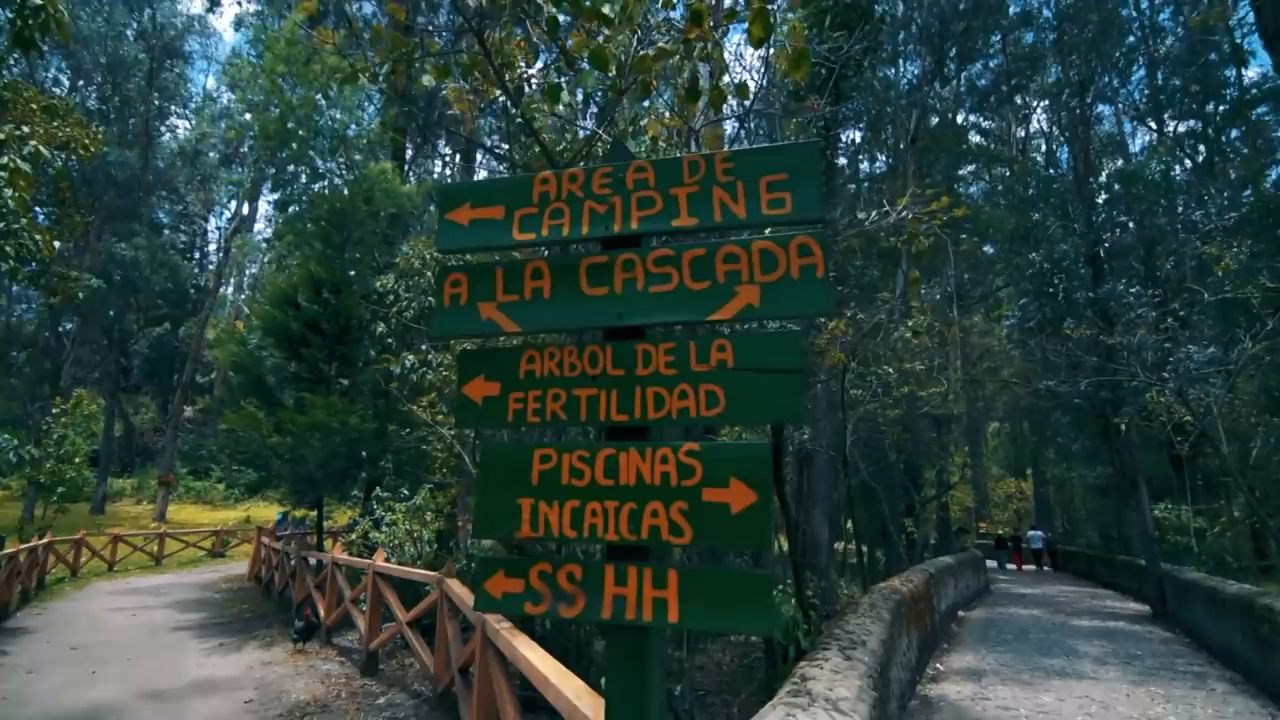 AREA DE
CAMPING
A LA CASCADA
ARBOL DE LA
FERTILIDAD
PISCINAS
INCAICAS
SS HH